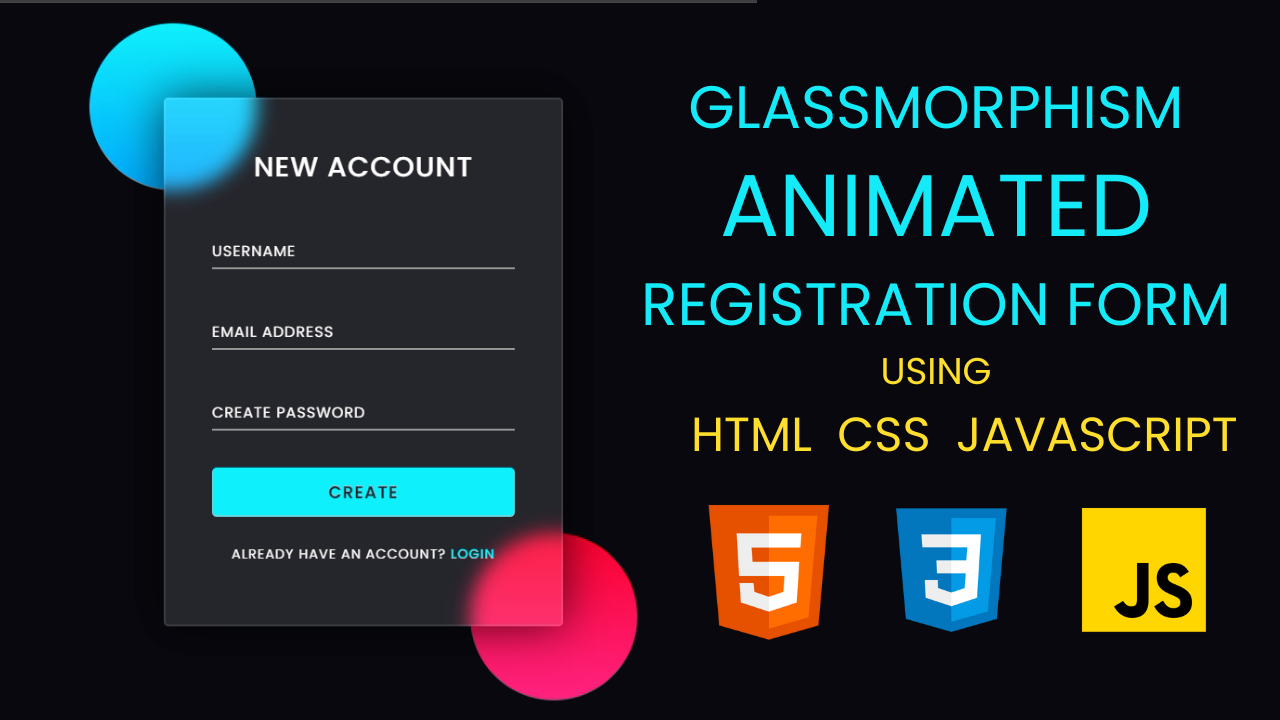 NEW ACCOUNT
USERNAME
EMAIL ADDRESS
CREATE PASSWORD
CREATE
ALREADY HAVE AN ACCOUNT? LOGIN
GLASSMORPHISM
ANIMATED
REGISTRATION FORM
USING
HTML CSS JAVASCRIPT
5
3
JS